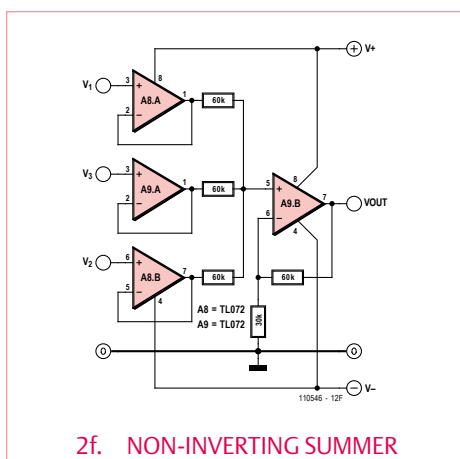 V+
8
V1
3
+
A8.A
1
60k
2
−
V3
3
+
A9.A
1
60k
2
−
5
+
8
A9.B
7
VOUT
6
−
4
V2
6
+
A8.B
7
60k
60k
5
−
4
A8 = TL072
A9 = TL072
30k
0
0
V−
110546 - 12F
2f. NON-INVERTING SUMMER